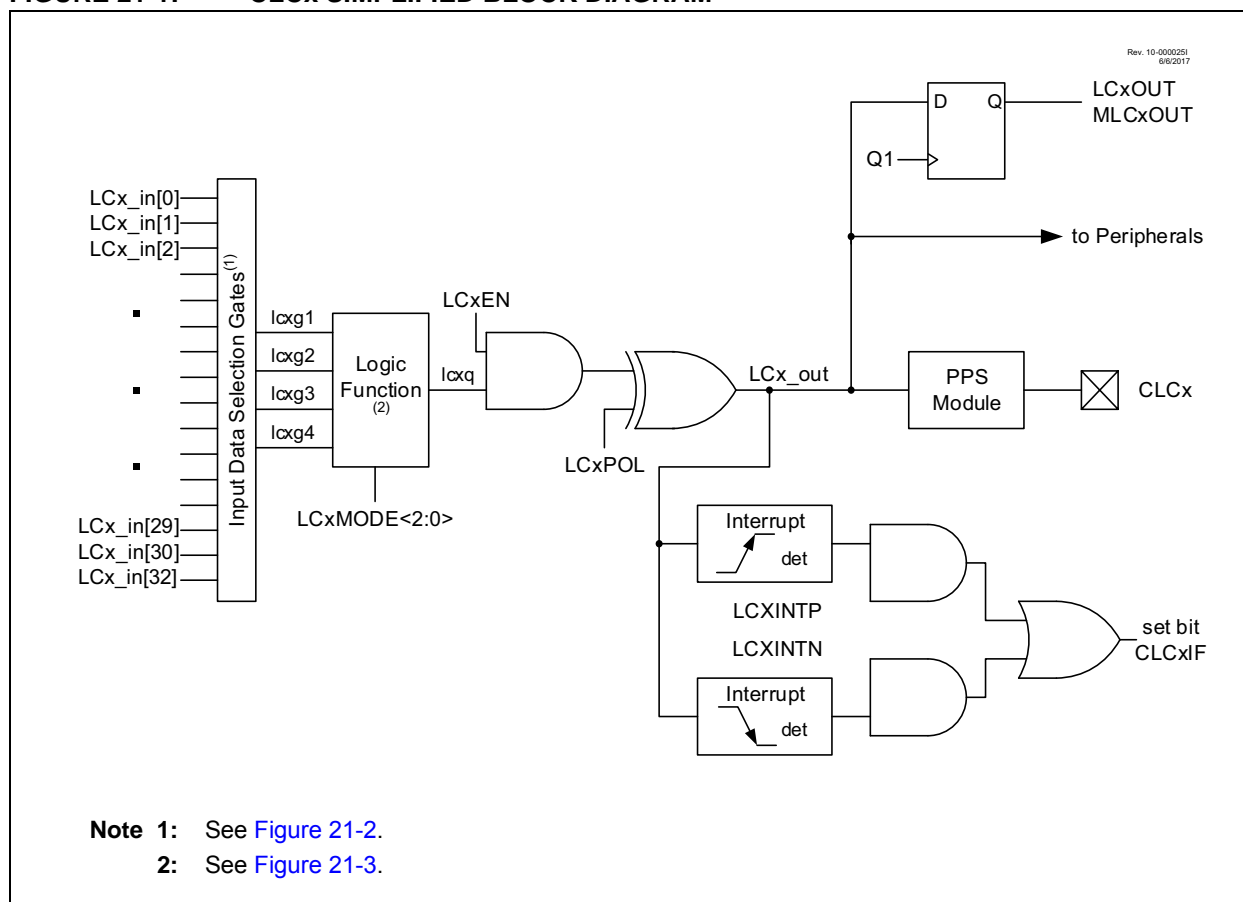 Rev. 10-000025I
6/6/2017
LCxOUT
MLCxOUT
D
Q
Q1
to Peripherals
LCx_in[0]
LCx_in[1]
LCx_in[2]
LCx_in[29]
LCx_in[30]
LCx_in[32]
Input Data Selection Gates(1)
lcxg1
lcxg2
lcxg3
lcxg4
Logic
Function
(2)
LCxMODE<2:0>
LCxEN
lcxq
LCxPOL
LCx_out
PPS
Module
CLCx
Interrupt
det
LCXINTP
LCXINTN
Interrupt
det
set bit
CLCxIF
Note 1: See Figure 21-2.
2: See Figure 21-3.